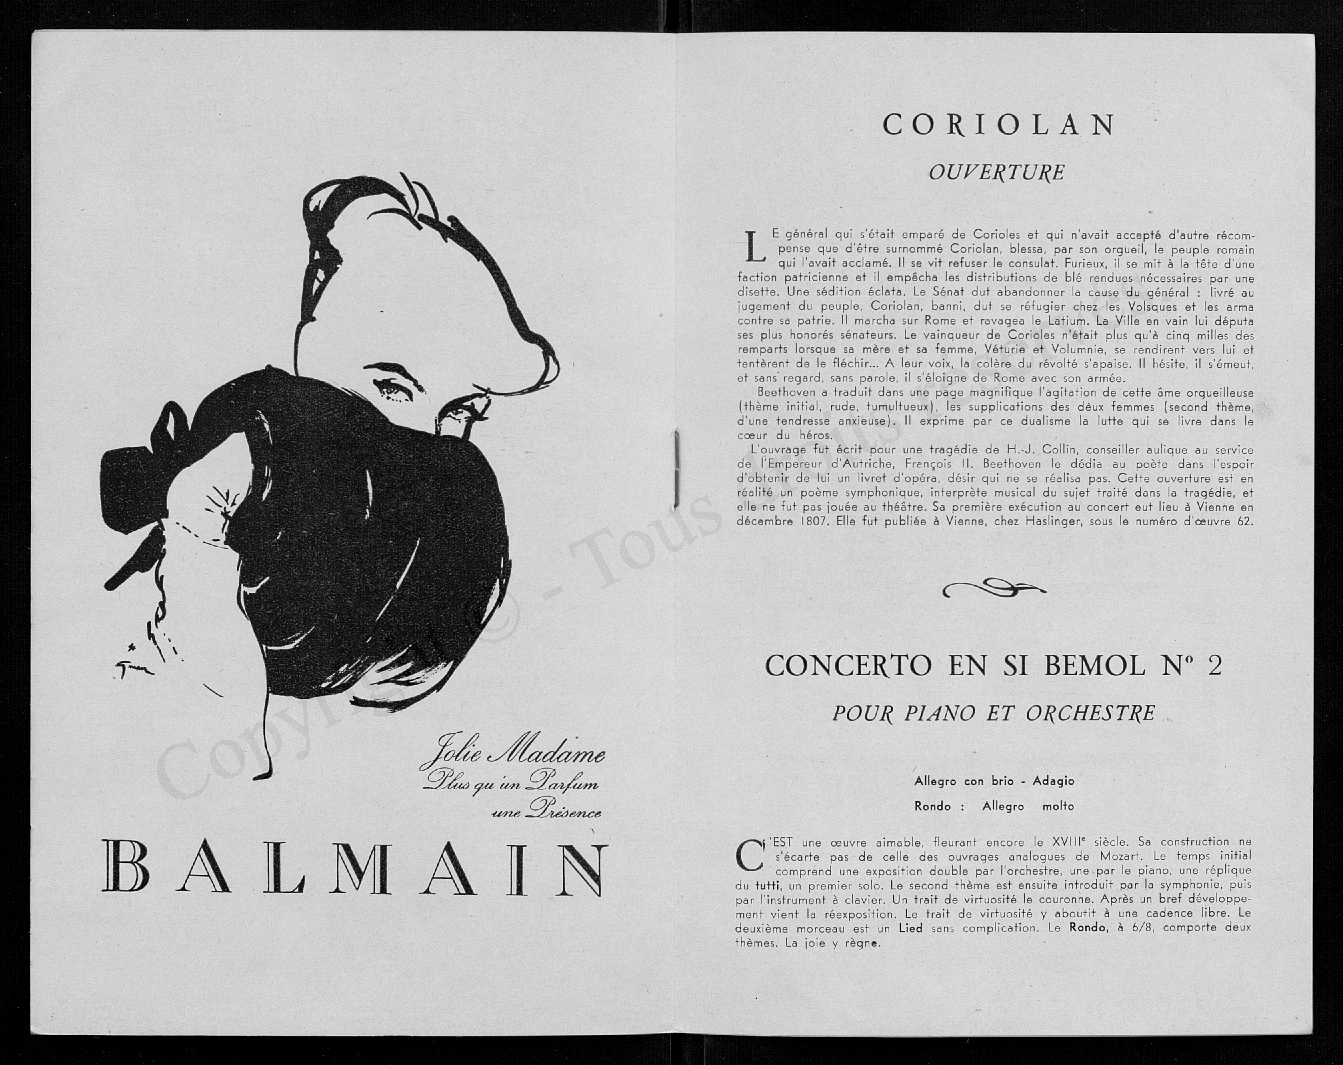 Gruau
Jolie Madame
Plus qu'un Parfum
une Présence
BALMAIN
CORIOLAN
OUVERTURE
LE général qui s'était emparé de Corioles et qui n'avait accepté d'autre récom-
pense que d'être surnommé Coriolan, blessa, par son orgueil, le peuple romain
qui l'avait acclamé. Il se vit refuser le consulat. Furieux, il se mit à la tête d'une
faction patricienne et il empêcha les distributions de blé rendues nécessaires par une
disette. Une sédition éclata. Le Sénat dut abandonner la cause du général : livré au
jugement du peuple, Coriolan, banni, dut se réfugier chez les Volsques et les arma
contre sa patrie. Il marcha sur Rome et ravagea le Latium. La Ville en vain lui députa
ses plus honorés sénateurs. Le vainqueur de Corioles n'était plus qu'à cinq milles des
remparts lorsque sa mère et sa femme, Véturie et Volumnie, se rendirent vers lui et
tentèrent de le fléchir... A leur voix, la colère du révolté s'apaise. Il hésite, il s'émeut,
et sans regard, sans parole, il s'éloigne de Rome avec son armée.
Beethoven a traduit dans une page magnifique l'agitation de cette âme orgueilleuse
(thème initial, rude, tumultueux), les supplications des deux femmes (second thème,
d'une tendresse anxieuse). Il exprime par ce dualisme la lutte qui se livre dans le
cœur du héros.
L'ouvrage fut écrit pour une tragédie de H.-J. Collin, conseiller aulique au service
de l'Empereur d'Autriche, François II. Beethoven le dédia au poète dans l'espoir
d'obtenir de lui un livret d'opéra, désir qui ne se réalisa pas. Cette ouverture est en
réalité un poème symphonique, interprète musical du sujet traité dans la tragédie, et
elle ne fut pas jouée au théâtre. Sa première exécution au concert eut lieu à Vienne en
décembre 1807. Elle fut publiée à Vienne, chez Haslinger, sous le numéro d'œuvre 62.
CONCERTO EN SI BEMOL Nº 2
POUR PIANO ET ORCHESTRE
Allegro con brio - Adagio
Rondo : Allegro molto
C'EST une œuvre aimable, fleurant encore le XVIIIᵉ siècle. Sa construction ne
s'écarte pas de celle des ouvrages analogues de Mozart. Le temps initial
comprend une exposition double par l'orchestre, une par le piano, une réplique
du tutti, un premier solo. Le second thème est ensuite introduit par la symphonie, puis
par l'instrument à clavier. Un trait de virtuosité le couronne. Après un bref développe-
ment vient la réexposition. Le trait de virtuosité y aboutit à une cadence libre. Le
deuxième morceau est un Lied sans complication. Le Rondo, à 6/8, comporte deux
thèmes. La joie y règne.
Copyright © - Tous droits